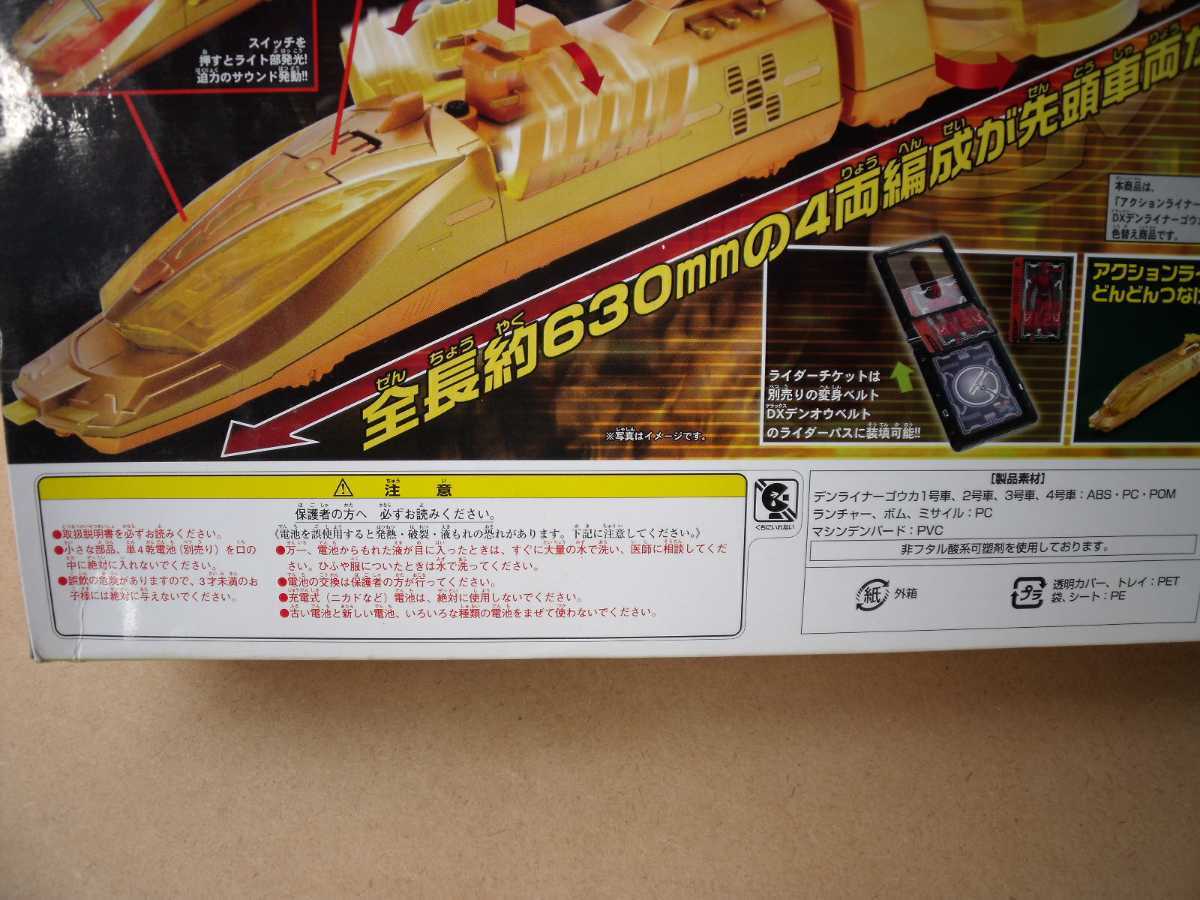 スイッチを
押すとライト部発光!
迫力のサウンド発動!!
全長約630mmの4両編成が先頭車両か
本商品は、
「アクションライナー
DXデンライナーゴウカ
色替え商品です。
ライダーチケットは
別売りの変身ベルト
DXデンオウベルト
のライダーパスに装填可能!!
※写真はイメージです。
アクションラ
どんどんつなげ
注意
保護者の方へ 必ずお読みください。
●取扱説明書を必ずお読みください。
●小さな部品、単4乾電池(別売り)を口の
中に絶対に入れないでください。
●誤飲の危険がありますので、3才未満のお
子様には絶対に与えないでください。
《電池を誤使用すると発熱・破裂・液もれの恐れがあります。下記に注意してください。》
●万一、電池からもれた液が目に入ったときは、すぐに大量の水で洗い、医師に相談してくだ
さい。ひふや服についたときは水で洗ってください。
●電池の交換は保護者の方が行ってください。
●充電式(ニカドなど)電池は、絶対に使用しないでください。
●古い電池と新しい電池、いろいろな種類の電池をまぜて使わないでください。
くちにいれない
【製品素材】
デンライナーゴウカ1号車、2号車、3号車、4号車:ABS・PC・POM
ランチャー、ボム、ミサイル:PC
マシンデンバード:PVC
非フタル酸系可塑剤を使用しております。
紙 外箱
プラ 透明カバー、トレイ:PET
袋、シート:PE